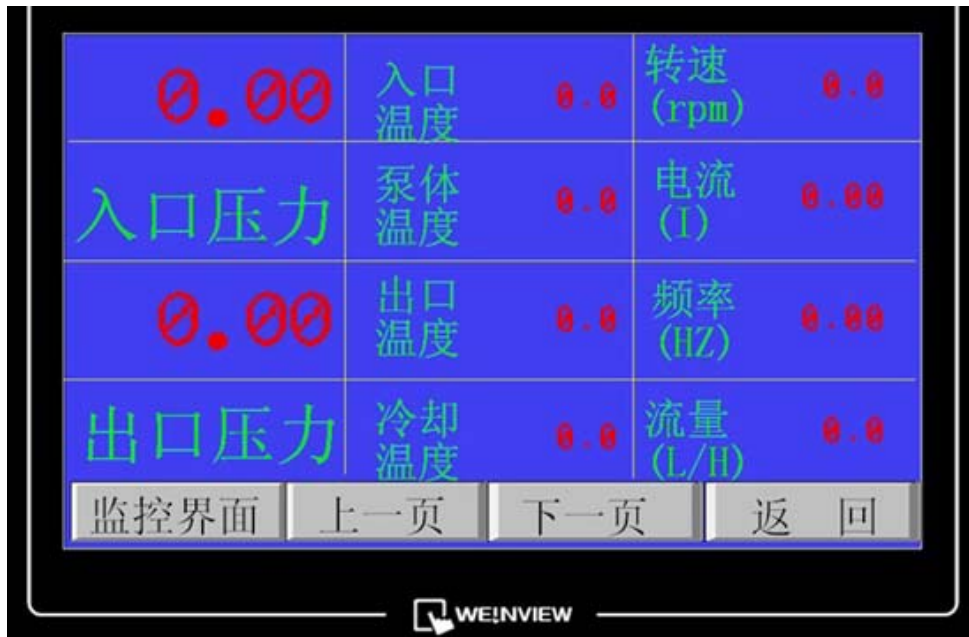 0.00
入口压力
0.00
出口压力
入口
温度
0.0
泵体
温度
0.0
出口
温度
0.0
冷却
温度
0.0
转速
(rpm)
0.0
电流
(I)
0.00
频率
(HZ)
0.00
流量
(L/H)
0.0
监控界面
上一页
下一页
返 回
WE!NVIEW